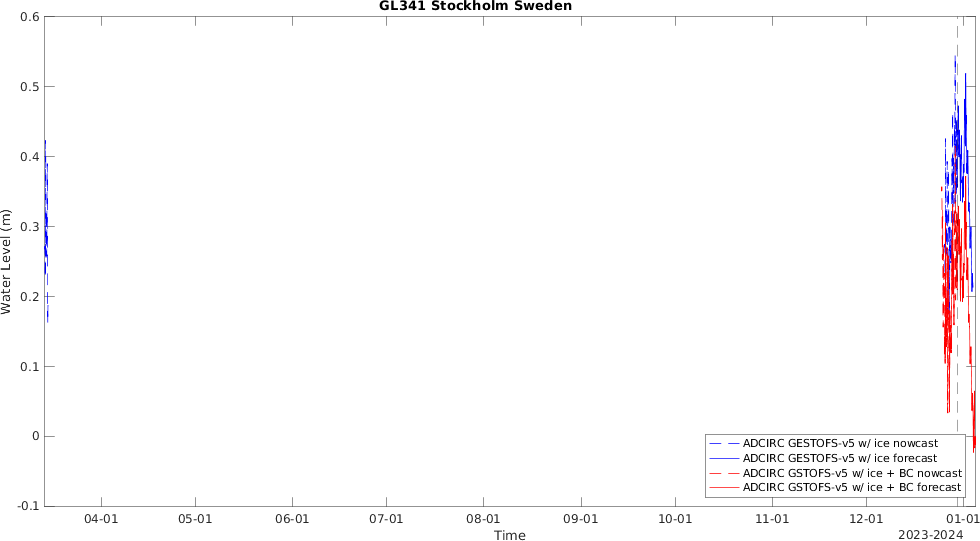 GL341 Stockholm Sweden
0.6
0.5
0.4
0.3
0.2
0.1
0
-0.1
Water Level (m)
ADCIRC GESTOFS-v5 w/ ice nowcast
ADCIRC GESTOFS-v5 w/ ice forecast
ADCIRC GSTOFS-v5 w/ ice + BC nowcast
ADCIRC GSTOFS-v5 w/ ice + BC forecast
04-01 05-01 06-01 07-01 08-01 09-01 10-01 11-01 12-01 01-01
Time
2023-2024